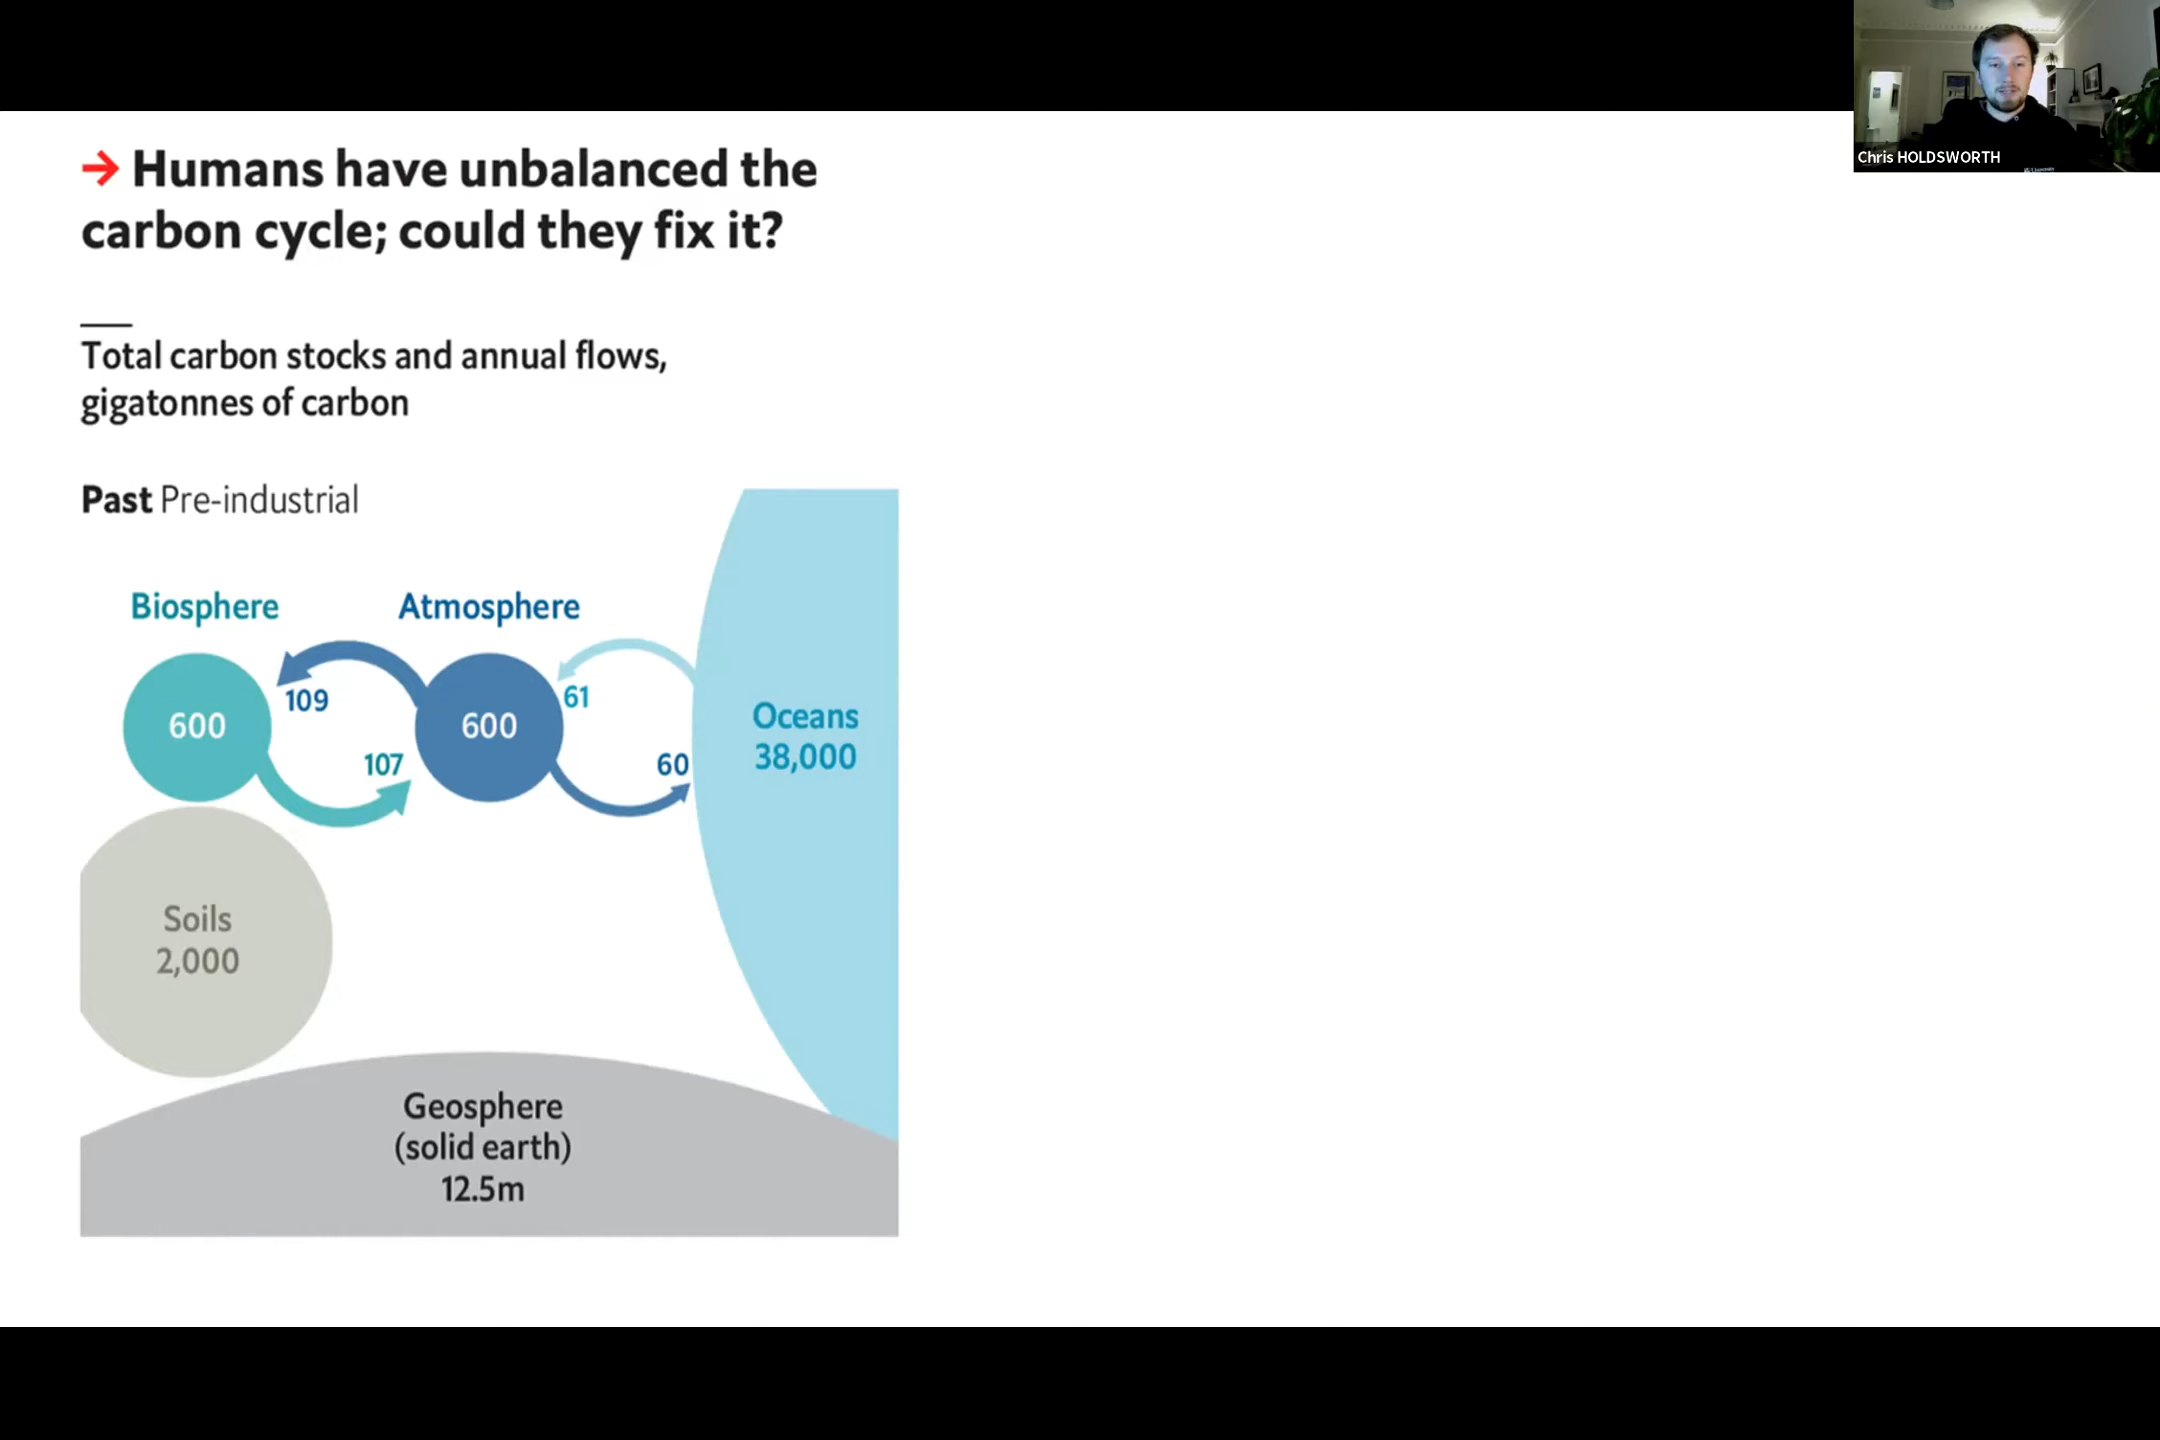 Chris HOLDSWORTH
→ Humans have unbalanced the
carbon cycle; could they fix it?
Total carbon stocks and annual flows,
gigatonnes of carbon
Past Pre-industrial
Biosphere
Atmosphere
109
61
600
600
107
60
Oceans
38,000
Soils
2,000
Geosphere
(solid earth)
12.5m